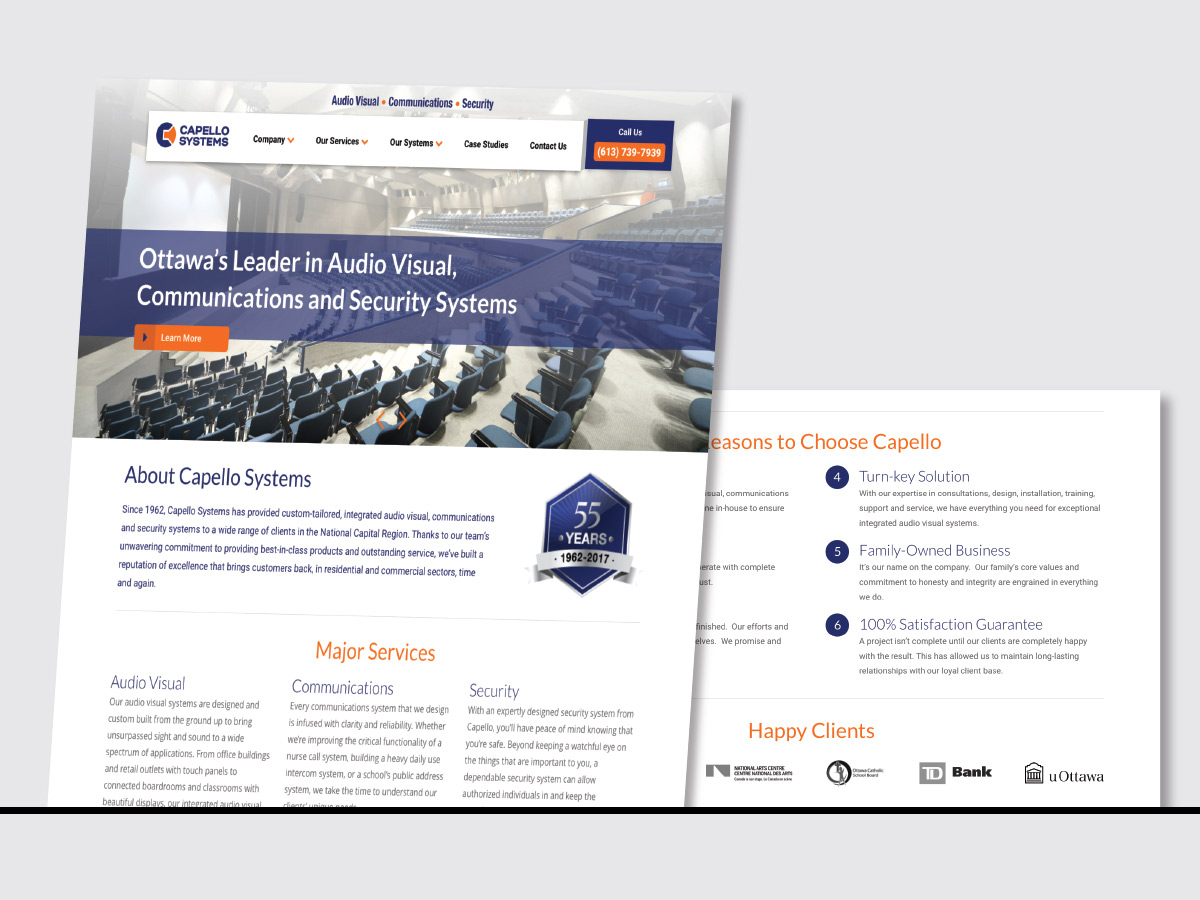 Audio Visual • Communications • Security
CAPELLO
SYSTEMS
Company
Our Services
Our Systems
Case Studies
Contact Us
Call Us
(613) 739-7939
Ottawa's Leader in Audio Visual,
Communications and Security Systems
Learn More
About Capello Systems
Since 1962, Capello Systems has provided custom-tailored, integrated audio visual, communications
and security systems to a wide range of clients in the National Capital Region. Thanks to our team's
unwavering commitment to providing best-in-class products and outstanding service, we've built a
reputation of excellence that brings customers back, in residential and commercial sectors, time
and again.
55
• YEARS •
• 1962-2017 •
Major Services
Audio Visual
Our audio visual systems are designed and
custom built from the ground up to bring
unsurpassed sight and sound to a wide
spectrum of applications. From office buildings
and retail outlets with touch panels to
connected boardrooms and classrooms with
beautiful displays, our integrated audio visual
Communications
Every communications system that we design
is infused with clarity and reliability. Whether
we're improving the critical functionality of a
nurse call system, building a heavy daily use
intercom system, or a school's public address
system, we take the time to understand our
clients' unique needs.
Security
With an expertly designed security system from
Capello, you'll have peace of mind knowing that
you're safe. Beyond keeping a watchful eye on
the things that are important to you, a
dependable security system can allow
authorized individuals in and keep the
easons to Choose Capello
isual, communications
ne in-house to ensure
nerate with complete
ust.
finished. Our efforts and
elves. We promise and
4 Turn-key Solution
With our expertise in consultations, design, installation, training,
support and service, we have everything you need for exceptional
integrated audio visual systems.
5 Family-Owned Business
It's our name on the company. Our family's core values and
commitment to honesty and integrity are engrained in everything
we do.
6 100% Satisfaction Guarantee
A project isn't complete until our clients are completely happy
with the result. This has allowed us to maintain long-lasting
relationships with our loyal client base.
Happy Clients
NATIONAL ARTS CENTRE
CENTRE NATIONAL DES ARTS
Canada is our stage. Le Canada en scène.
Ottawa Catholic
School Board
TD Bank
uOttawa